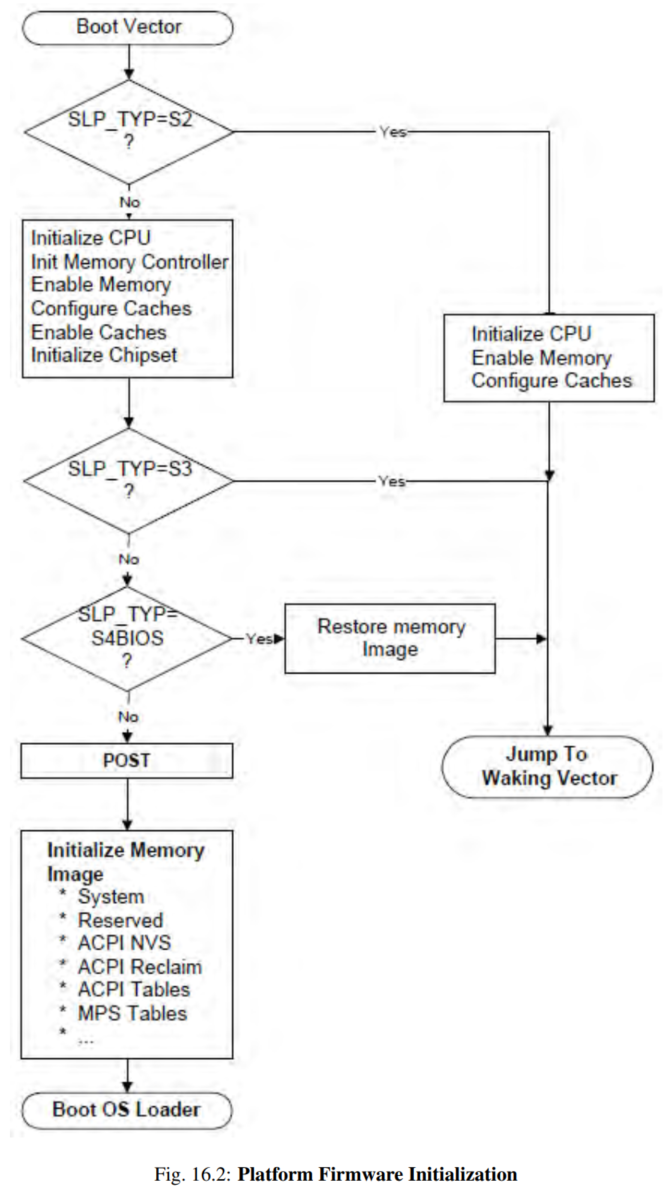 Boot Vector
SLP_TYP=S2
?
Yes
No
Initialize CPU
Init Memory Controller
Enable Memory
Configure Caches
Enable Caches
Initialize Chipset
Initialize CPU
Enable Memory
Configure Caches
SLP_TYP=S3
?
Yes
No
SLP_TYP=
S4BIOS
?
Yes
Restore memory
Image
No
POST
Jump To
Waking Vector
Initialize Memory
Image
* System
* Reserved
* ACPI NVS
* ACPI Reclaim
* ACPI Tables
* MPS Tables
* ...
Boot OS Loader
Fig. 16.2: Platform Firmware Initialization